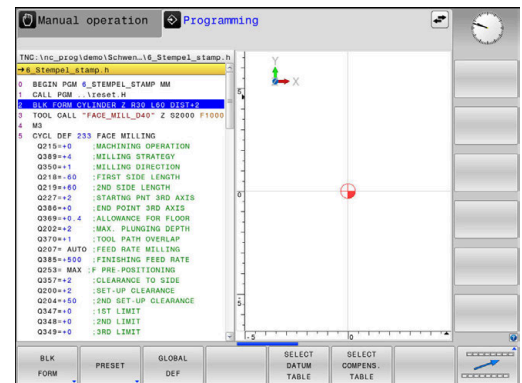 Manual operation
Programming
TNC:\nc_prog\demo\Schwen…\6_Stempel_stamp.h
→6_Stempel_stamp.h
0 BEGIN PGM 6_STEMPEL_STAMP MM
1 CALL PGM ..\reset.H
2 BLK FORM CYLINDER Z R30 L60 DIST+2
3 TOOL CALL "FACE_MILL_D40" Z S2000 F1000
4 M3
5 CYCL DEF 233 FACE MILLING
Q215=+0 ;MACHINING OPERATION
Q389=+4 ;MILLING STRATEGY
Q350=+1 ;MILLING DIRECTION
Q218=-60 ;FIRST SIDE LENGTH
Q219=+60 ;2ND SIDE LENGTH
Q227=+2 ;STARTNG PNT 3RD AXIS
Q386=+0 ;END POINT 3RD AXIS
Q369=+0.4 ;ALLOWANCE FOR FLOOR
Q202=+2 ;MAX. PLUNGING DEPTH
Q370=+1 ;TOOL PATH OVERLAP
Q207= AUTO ;FEED RATE MILLING
Q385=+500 ;FINISHING FEED RATE
Q253= MAX ;F PRE-POSITIONING
Q357=+2 ;CLEARANCE TO SIDE
Q200=+2 ;SET-UP CLEARANCE
Q204=+50 ;2ND SET-UP CLEARANCE
Q347=+0 ;1ST LIMIT
Q348=+0 ;2ND LIMIT
Q349=+0 ;3RD LIMIT
Y
X
5
0
5
-5
0
BLK
FORM
PRESET
GLOBAL
DEF
SELECT
DATUM
TABLE
SELECT
COMPENS.
TABLE